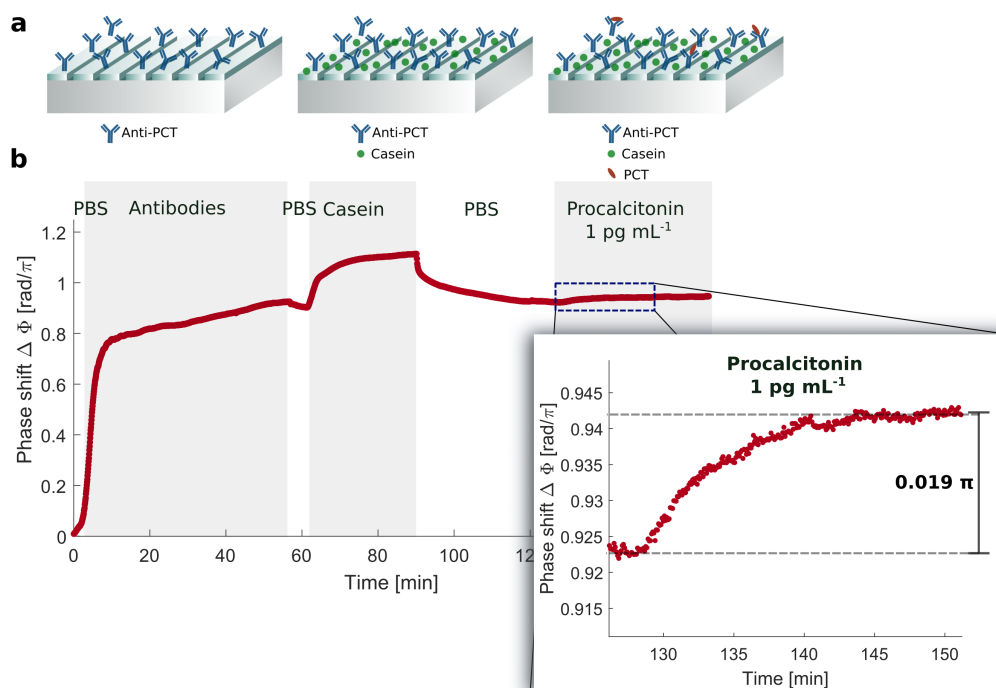 a
Anti-PCT
Anti-PCT
Casein
Anti-PCT
Casein
PCT
b
PBS
Antibodies
PBS
Casein
PBS
Procalcitonin
1 pg mL⁻¹
Phase shift Δ Φ [rad/π]
1.2
1
0.8
0.6
0.4
0.2
0
0
20
40
60
80
100
Time [min]
Procalcitonin
1 pg mL⁻¹
Phase shift Δ Φ [rad/π]
0.945
0.94
0.935
0.93
0.925
0.92
0.915
0.019 π
130
135
140
145
150
Time [min]